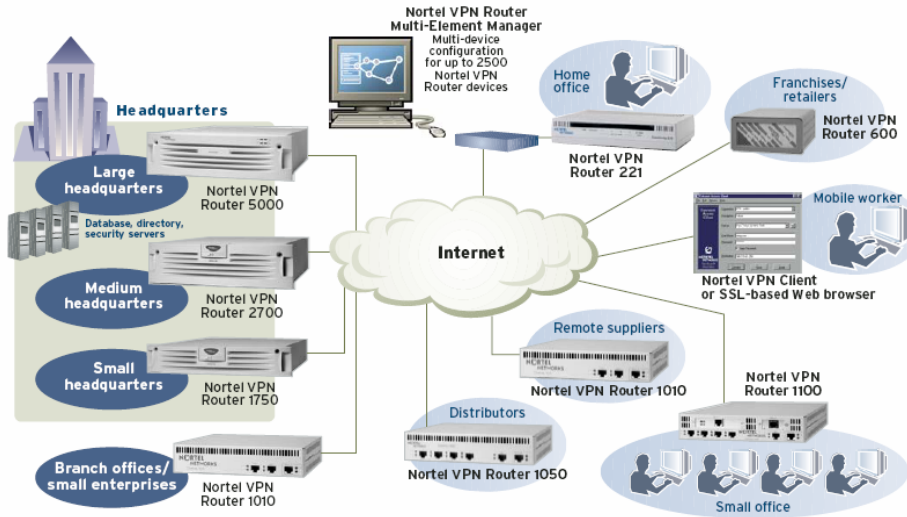 Nortel VPN Router
Multi-Element Manager
Multi-device
configuration
for up to 2500
Nortel VPN
Router devices
Home
office
Nortel VPN
Router 221
Franchises/
retailers
Nortel VPN
Router 600
Headquarters
Large
headquarters
Nortel VPN
Router 5000
Database, directory,
security servers
Medium
headquarters
Nortel VPN
Router 2700
Small
headquarters
Nortel VPN
Router 1750
Branch offices/
small enterprises
NORTEL
NETWORKS
Nortel VPN
Router 1010
Internet
Mobile worker
Nortel VPN Client
or SSL-based Web browser
Remote suppliers
NORTEL
NETWORKS
Nortel VPN Router 1010
Distributors
Nortel VPN Router 1050
Nortel VPN
Router 1100
Small office